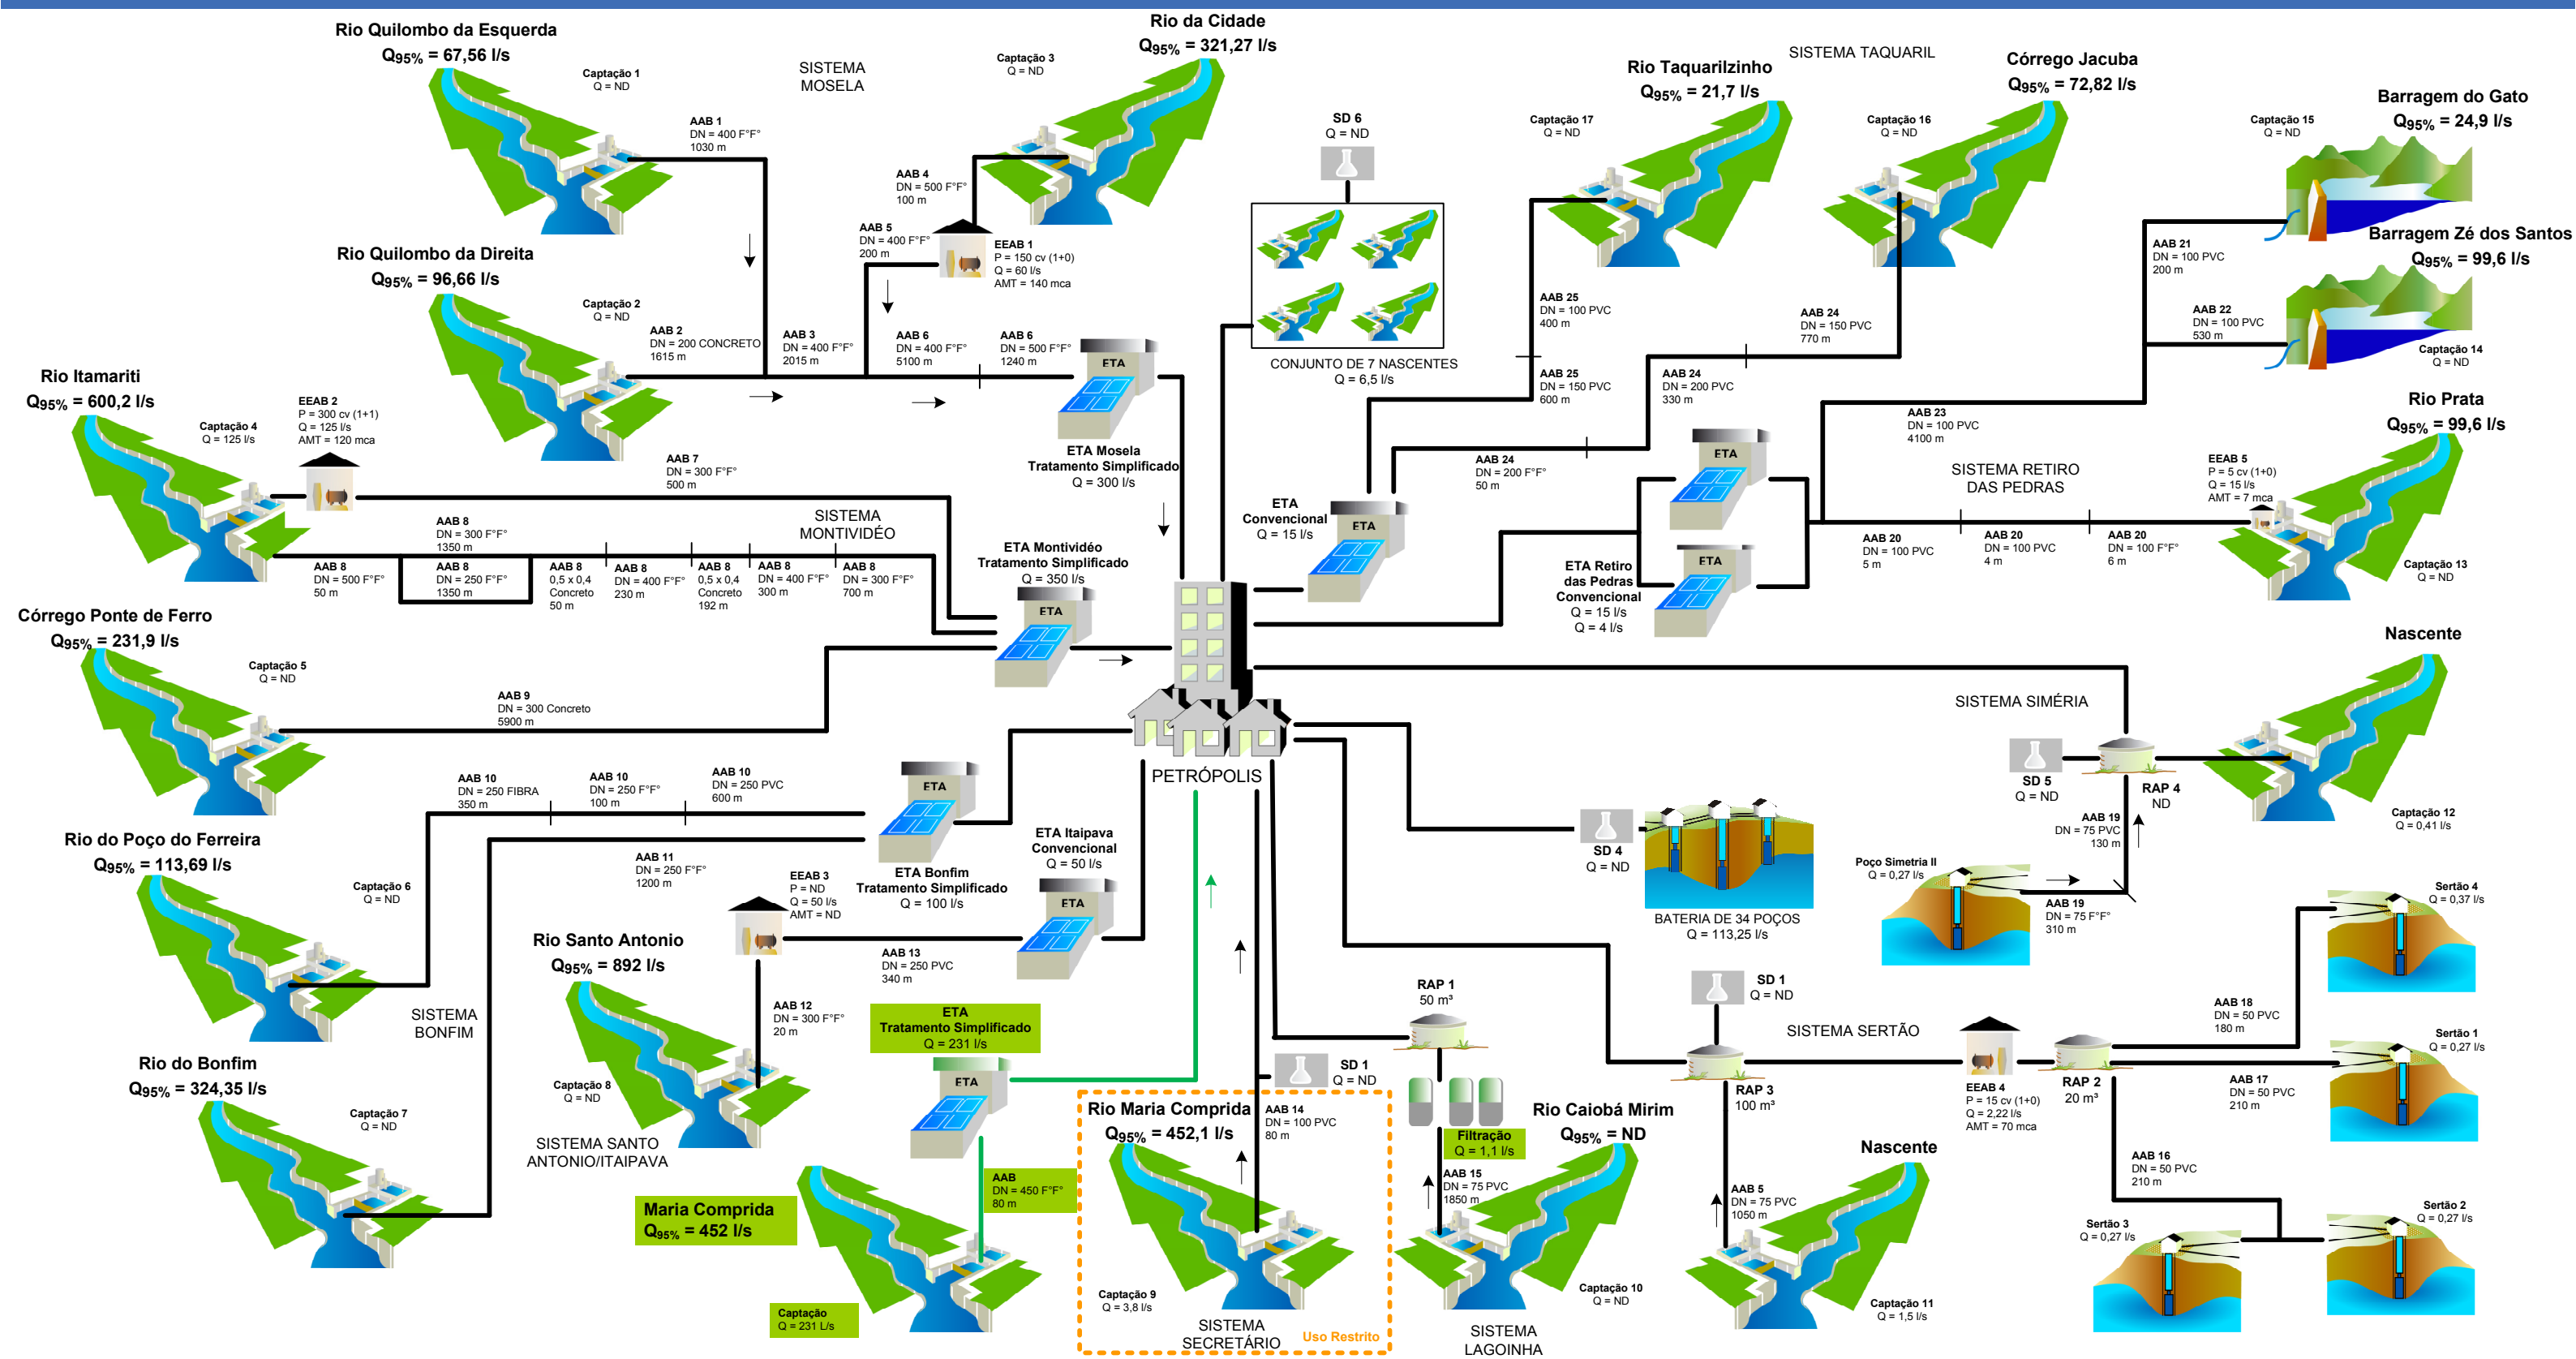 Rio Quilombo da Esquerda
Q95% = 67,56 l/s
Captação 1
Q = ND
SISTEMA
MOSELA
AAB 1
DN = 400 F°F°
1030 m
Rio da Cidade
Q95% = 321,27 l/s
Captação 3
Q = ND
AAB 4
DN = 500 F°F°
100 m
AAB 5
DN = 400 F°F°
200 m
EEAB 1
P = 150 cv (1+0)
Q = 60 l/s
AMT = 140 mca
Rio Quilombo da Direita
Q95% = 96,66 l/s
Captação 2
Q = ND
AAB 2
DN = 200 CONCRETO
1615 m
AAB 3
DN = 400 F°F°
2015 m
AAB 6
DN = 400 F°F°
5100 m
AAB 6
DN = 500 F°F°
1240 m
ETA
ETA Mosela
Tratamento Simplificado
Q = 300 l/s
Rio Itamariti
Q95% = 600,2 l/s
Captação 4
Q = 125 l/s
EEAB 2
P = 300 cv (1+1)
Q = 125 l/s
AMT = 120 mca
AAB 7
DN = 300 F°F°
500 m
SISTEMA
MONTIVIDÉO
AAB 8
DN = 300 F°F°
1350 m
AAB 8
DN = 500 F°F°
50 m
AAB 8
DN = 250 F°F°
1350 m
AAB 8
0,5 x 0,4
Concreto
50 m
AAB 8
DN = 400 F°F°
230 m
AAB 8
0,5 x 0,4
Concreto
192 m
AAB 8
DN = 400 F°F°
300 m
AAB 8
DN = 300 F°F°
700 m
ETA Montividéo
Tratamento Simplificado
Q = 350 l/s
ETA
Córrego Ponte de Ferro
Q95% = 231,9 l/s
Captação 5
Q = ND
AAB 9
DN = 300 Concreto
5900 m
AAB 10
DN = 250 FIBRA
350 m
AAB 10
DN = 250 F°F°
100 m
AAB 10
DN = 250 PVC
600 m
Rio do Poço do Ferreira
Q95% = 113,69 l/s
Captação 6
Q = ND
AAB 11
DN = 250 F°F°
1200 m
ETA
ETA Bonfim
Tratamento Simplificado
Q = 100 l/s
SISTEMA
BONFIM
Rio do Bonfim
Q95% = 324,35 l/s
Captação 7
Q = ND
EEAB 3
P = ND
Q = 50 l/s
AMT = ND
ETA Itaipava
Convencional
Q = 50 l/s
ETA
AAB 13
DN = 250 PVC
340 m
Rio Santo Antonio
Q95% = 892 l/s
AAB 12
DN = 300 F°F°
20 m
Captação 8
Q = ND
SISTEMA SANTO
ANTONIO/ITAIPAVA
ETA
Tratamento Simplificado
Q = 231 l/s
ETA
AAB
DN = 450 F°F°
80 m
Maria Comprida
Q95% = 452 l/s
Captação
Q = 231 L/s
PETRÓPOLIS
Rio Maria Comprida
Q95% = 452,1 l/s
AAB 14
DN = 100 PVC
80 m
SD 1
Q = ND
Captação 9
Q = 3,8 l/s
SISTEMA
SECRETÁRIO
Uso Restrito
RAP 1
50 m³
Filtração
Q = 1,1 l/s
AAB 15
DN = 75 PVC
1850 m
Rio Caiobá Mirim
Q95% = ND
Captação 10
Q = ND
SISTEMA
LAGOINHA
SD 6
Q = ND
CONJUNTO DE 7 NASCENTES
Q = 6,5 l/s
SISTEMA TAQUARIL
Rio Taquarilzinho
Q95% = 21,7 l/s
Captação 17
Q = ND
AAB 25
DN = 100 PVC
400 m
AAB 25
DN = 150 PVC
600 m
Córrego Jacuba
Q95% = 72,82 l/s
Captação 16
Q = ND
AAB 24
DN = 150 PVC
770 m
AAB 24
DN = 200 PVC
330 m
AAB 24
DN = 200 F°F°
50 m
ETA
Convencional
Q = 15 l/s
ETA
Barragem do Gato
Q95% = 24,9 l/s
Captação 15
Q = ND
AAB 21
DN = 100 PVC
200 m
Barragem Zé dos Santos
Q95% = 99,6 l/s
AAB 22
DN = 100 PVC
530 m
Captação 14
Q = ND
AAB 23
DN = 100 PVC
4100 m
Rio Prata
Q95% = 99,6 l/s
SISTEMA RETIRO
DAS PEDRAS
EEAB 5
P = 5 cv (1+0)
Q = 15 l/s
AMT = 7 mca
AAB 20
DN = 100 PVC
5 m
AAB 20
DN = 100 PVC
4 m
AAB 20
DN = 100 F°F°
6 m
Captação 13
Q = ND
ETA
ETA
ETA Retiro
das Pedras
Convencional
Q = 15 l/s
Q = 4 l/s
Nascente
SISTEMA SIMÉRIA
SD 5
Q = ND
RAP 4
ND
Captação 12
Q = 0,41 l/s
AAB 19
DN = 75 PVC
130 m
Poço Simetria II
Q = 0,27 l/s
AAB 19
DN = 75 F°F°
310 m
SD 4
Q = ND
BATERIA DE 34 POÇOS
Q = 113,25 l/s
SD 1
Q = ND
SISTEMA SERTÃO
RAP 3
100 m³
EEAB 4
P = 15 cv (1+0)
Q = 2,22 l/s
AMT = 70 mca
RAP 2
20 m³
Sertão 4
Q = 0,37 l/s
AAB 18
DN = 50 PVC
180 m
Sertão 1
Q = 0,27 l/s
AAB 17
DN = 50 PVC
210 m
AAB 16
DN = 50 PVC
210 m
Sertão 2
Q = 0,27 l/s
Sertão 3
Q = 0,27 l/s
Nascente
AAB 5
DN = 75 PVC
1050 m
Captação 11
Q = 1,5 l/s